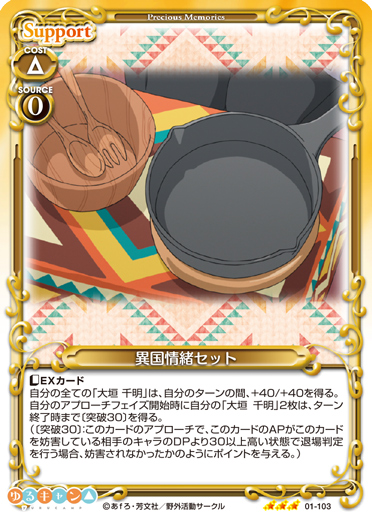 Precious Memories
Support
COST
△
SOURCE
0
異国情緒セット
EXカード
自分の全ての「大垣 千明」は、自分のターンの間、+40/+40を得る。
自分のアプローチフェイズ開始時に自分の「大垣 千明」2枚は、ターン
終了時まで〔突破30〕を得る。
(〔突破30〕:このカードのアプローチで、このカードのAPがこのカード
を妨害している相手のキャラのDPより30以上高い状態で退場判定
を行う場合、妨害されなかったかのようにポイントを与える。)
ゆるキャン△
©あfろ・芳文社/野外活動サークル
★★★ 01-103